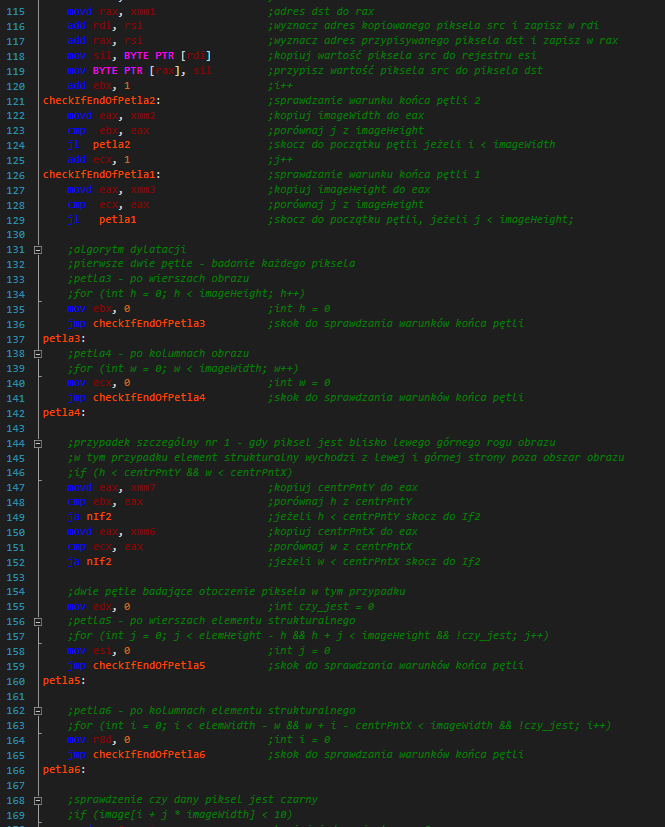 115 movd rax, xmm1 ;adres dst do rax
116 add rdi, rsi ;wyznacz adres kopiowanego piksela src i zapisz w rdi
117 add rax, rsi ;wyznacz adres przypisywanego piksela dst i zapisz w rax
118 mov sil, BYTE PTR [rdi] ;kopiuj wartość piksela src do rejestru esi
119 mov BYTE PTR [rax], sil ;przypisz wartość piksela src do piksela dst
120 add ebx, 1 ;i++
121 checkIfEndOfPetla2: ;sprawdzanie warunku końca pętli 2
122 movd eax, xmm2 ;kopiuj imageWidth do eax
123 cmp ebx, eax ;porównaj j z imageHeight
124 jl petla2 ;skocz do początku pętli jeżeli i < imageWidth
125 add ecx, 1 ;j++
126 checkIfEndOfPetla1: ;sprawdzanie warunku końca pętli 1
127 movd eax, xmm3 ;kopiuj imageHeight do eax
128 cmp ecx, eax ;porównaj j z imageHeight
129 jl petla1 ;skocz do początku pętli, jeżeli j < imageHeight;
130
131 ;algorytm dylatacji
132 ;pierwsze dwie pętle - badanie każdego piksela
133 ;petla3 - po wierszach obrazu
134 ;for (int h = 0; h < imageHeight; h++)
135 mov ebx, 0 ;int h = 0
136 jmp checkIfEndOfPetla3 ;skok do sprawdzania warunków końca pętli
137 petla3:
138 ;petla4 - po kolumnach obrazu
139 ;for (int w = 0; w < imageWidth; w++)
140 mov ecx, 0 ;int w = 0
141 jmp checkIfEndOfPetla4 ;skok do sprawdzania warunków końca pętli
142 petla4:
143
144 ;przypadek szczególny nr 1 - gdy piksel jest blisko lewego górnego rogu obrazu
145 ;w tym przypadku element strukturalny wychodzi z lewej i górnej strony poza obszar obrazu
146 ;if (h < centrPntY && w < centrPntX)
147 movd eax, xmm7 ;kopiuj centrPntY do eax
148 cmp ebx, eax ;porównaj h z centrPntY
149 nIf2 ;jeżeli h < centrPntY skocz do If2
150 movd eax, xmm6 ;kopiuj centrPntX do eax
151 cmp ecx, eax ;porównaj w z centrPntX
152 nIf2 ;jeżeli w < centrPntX skocz do If2
153
154 ;dwie pętle badające otoczenie piksela w tym przypadku
155 mov edx, 0 ;int czy_jest = 0
156 ;petla5 - po wierszach elementu strukturalnego
157 ;for (int j = 0; j < elemHeight - h && h + j < imageHeight && !czy_jest; j++)
158 mov esi, 0 ;int j = 0
159 jmp checkIfEndOfPetla5 ;skok do sprawdzania warunków końca pętli
160 petla5:
161
162 ;petla6 - po kolumnach elementu strukturalnego
163 ;for (int i = 0; i < elemWidth - w && w + i - centrPntX < imageWidth && !czy_jest; i++)
164 mov r8d, 0 ;int i = 0
165 jmp checkIfEndOfPetla6 ;skok do sprawdzania warunków końca pętli
166 petla6:
167
168 ;sprawdzenie czy dany piksel jest czarny
169 ;if (image[i + j * imageWidth] < 10)